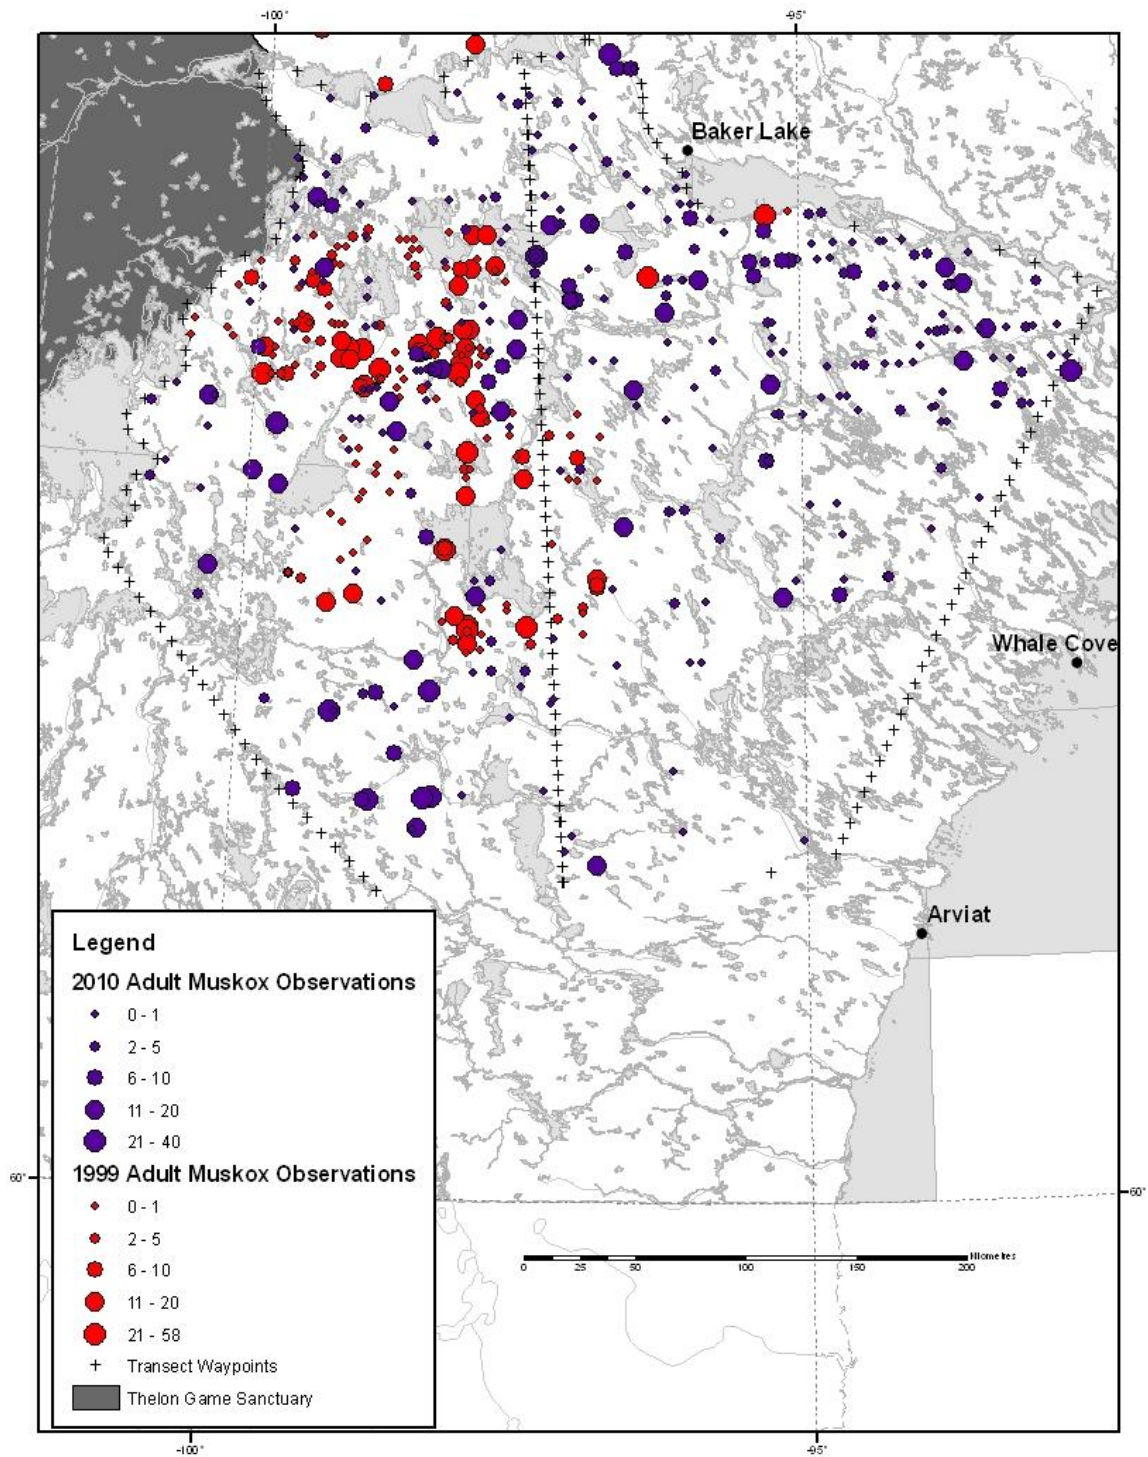 -100°
-95°
Baker Lake
Whale Cove
Arviat
Legend
2010 Adult Muskox Observations
0 - 1
2 - 5
6 - 10
11 - 20
21 - 40
1999 Adult Muskox Observations
0 - 1
2 - 5
6 - 10
11 - 20
21 - 58
Transect Waypoints
Thelon Game Sanctuary
60°
60°
Kilometres
0 25 50 100 150 200
-100°
-95°